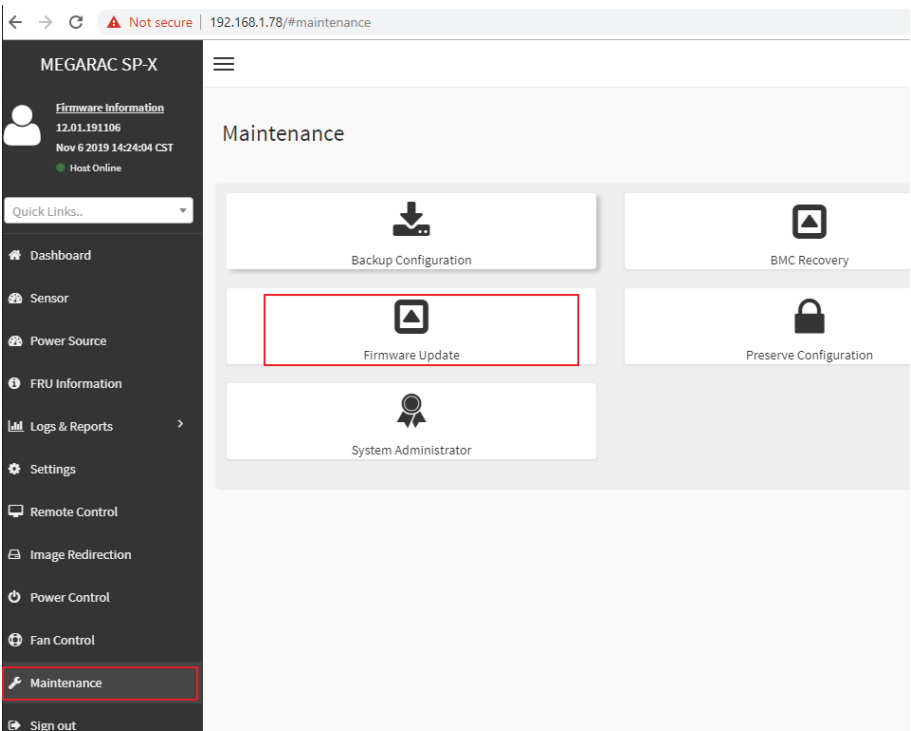 Not secure
192.168.1.78/#maintenance
MEGARAC SP-X
Firmware Information
12.01.191106
Nov 6 2019 14:24:04 CST
Host Online
Quick Links..
Dashboard
Sensor
Power Source
FRU Information
Logs & Reports
Settings
Remote Control
Image Redirection
Power Control
Fan Control
Maintenance
Sign out
Maintenance
Backup Configuration
BMC Recovery
Firmware Update
Preserve Configuration
System Administrator